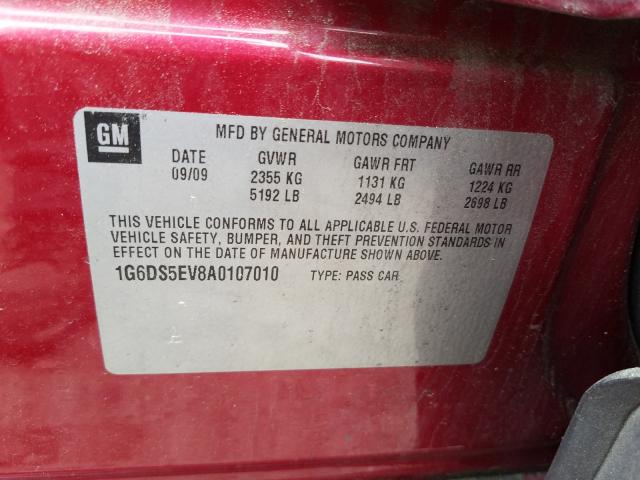 GM
MFD BY GENERAL MOTORS COMPANY
DATE GVWR GAWR FRT GAWR RR
09/09 2355 KG 1131 KG 1224 KG
5192 LB 2494 LB 2698 LB
THIS VEHICLE CONFORMS TO ALL APPLICABLE U.S. FEDERAL MOTOR
VEHICLE SAFETY, BUMPER, AND THEFT PREVENTION STANDARDS IN
EFFECT ON THE DATE OF MANUFACTURE SHOWN ABOVE.
1G6DS5EV8A0107010 TYPE: PASS CAR